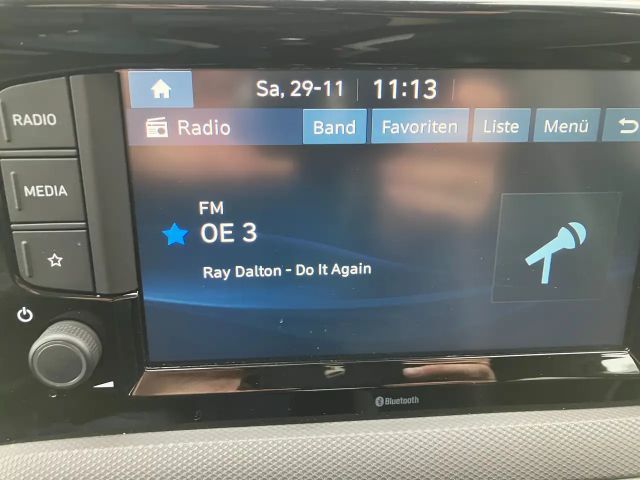 Sa, 29-11 11:13
RADIO
Radio Band Favoriten Liste Menü
MEDIA
FM
OE 3
Ray Dalton - Do It Again
Bluetooth